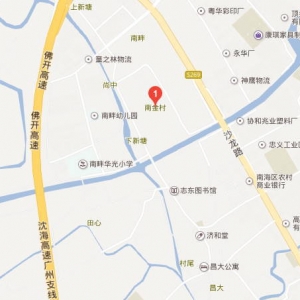 上新塘
粤华彩印厂
康瑞家具制
南畔
永华厂
量之林物流
佛开高速
S269
神鹰物流
尚中
1
南金村
南畔幼儿园
协和兆业塑料厂
下新塘
沙龙路
忠义工业
南畔华光小学
南海区农村
商业银行
志东图书馆
田心
沈海高速广州支线
济和堂
村尾
昌大公寓
昌大